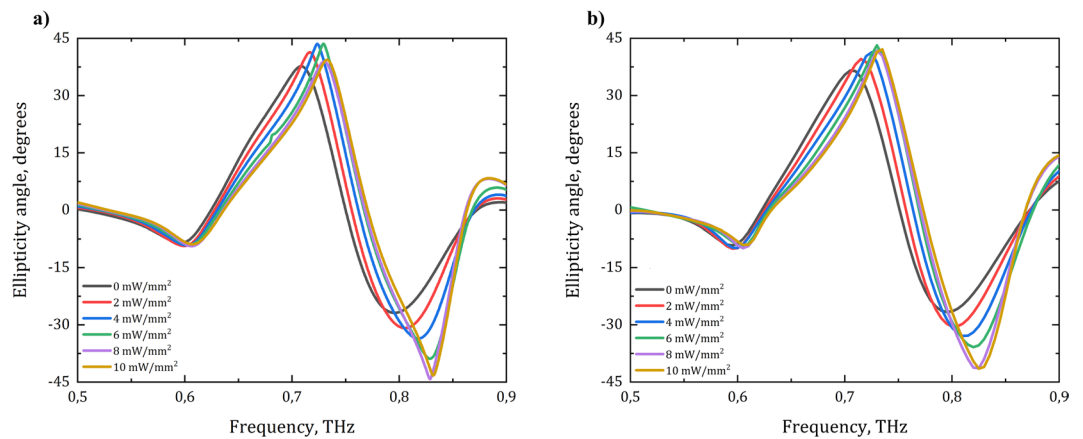 a)
Ellipticity angle, degrees
45
30
15
0
-15
-30
-45
0 mW/mm²
2 mW/mm²
4 mW/mm²
6 mW/mm²
8 mW/mm²
10 mW/mm²
0,5 0,6 0,7 0,8 0,9
Frequency, THz
b)
Ellipticity angle, degrees
45
30
15
0
-15
-30
-45
0 mW/mm²
2 mW/mm²
4 mW/mm²
6 mW/mm²
8 mW/mm²
10 mW/mm²
0,5 0,6 0,7 0,8 0,9
Frequency, THz